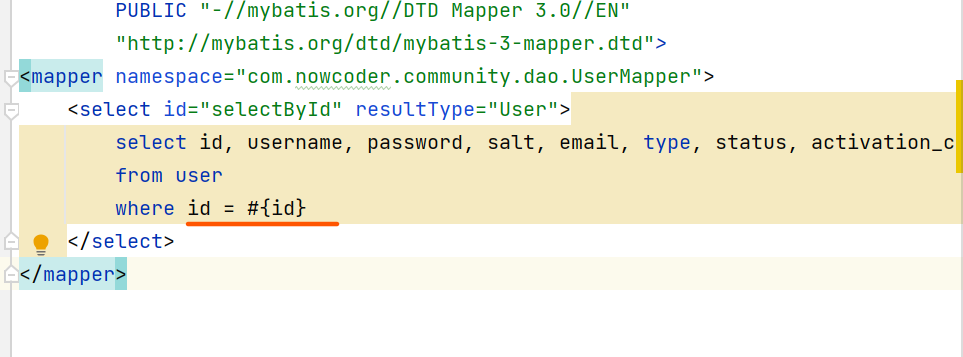 PUBLIC "-//mybatis.org//DTD Mapper 3.0//EN"
"http://mybatis.org/dtd/mybatis-3-mapper.dtd">
<mapper namespace="com.nowcoder.community.dao.UserMapper">
<select id="selectById" resultType="User">
select id, username, password, salt, email, type, status, activation_c
from user
where id = #{id}
</select>
</mapper>